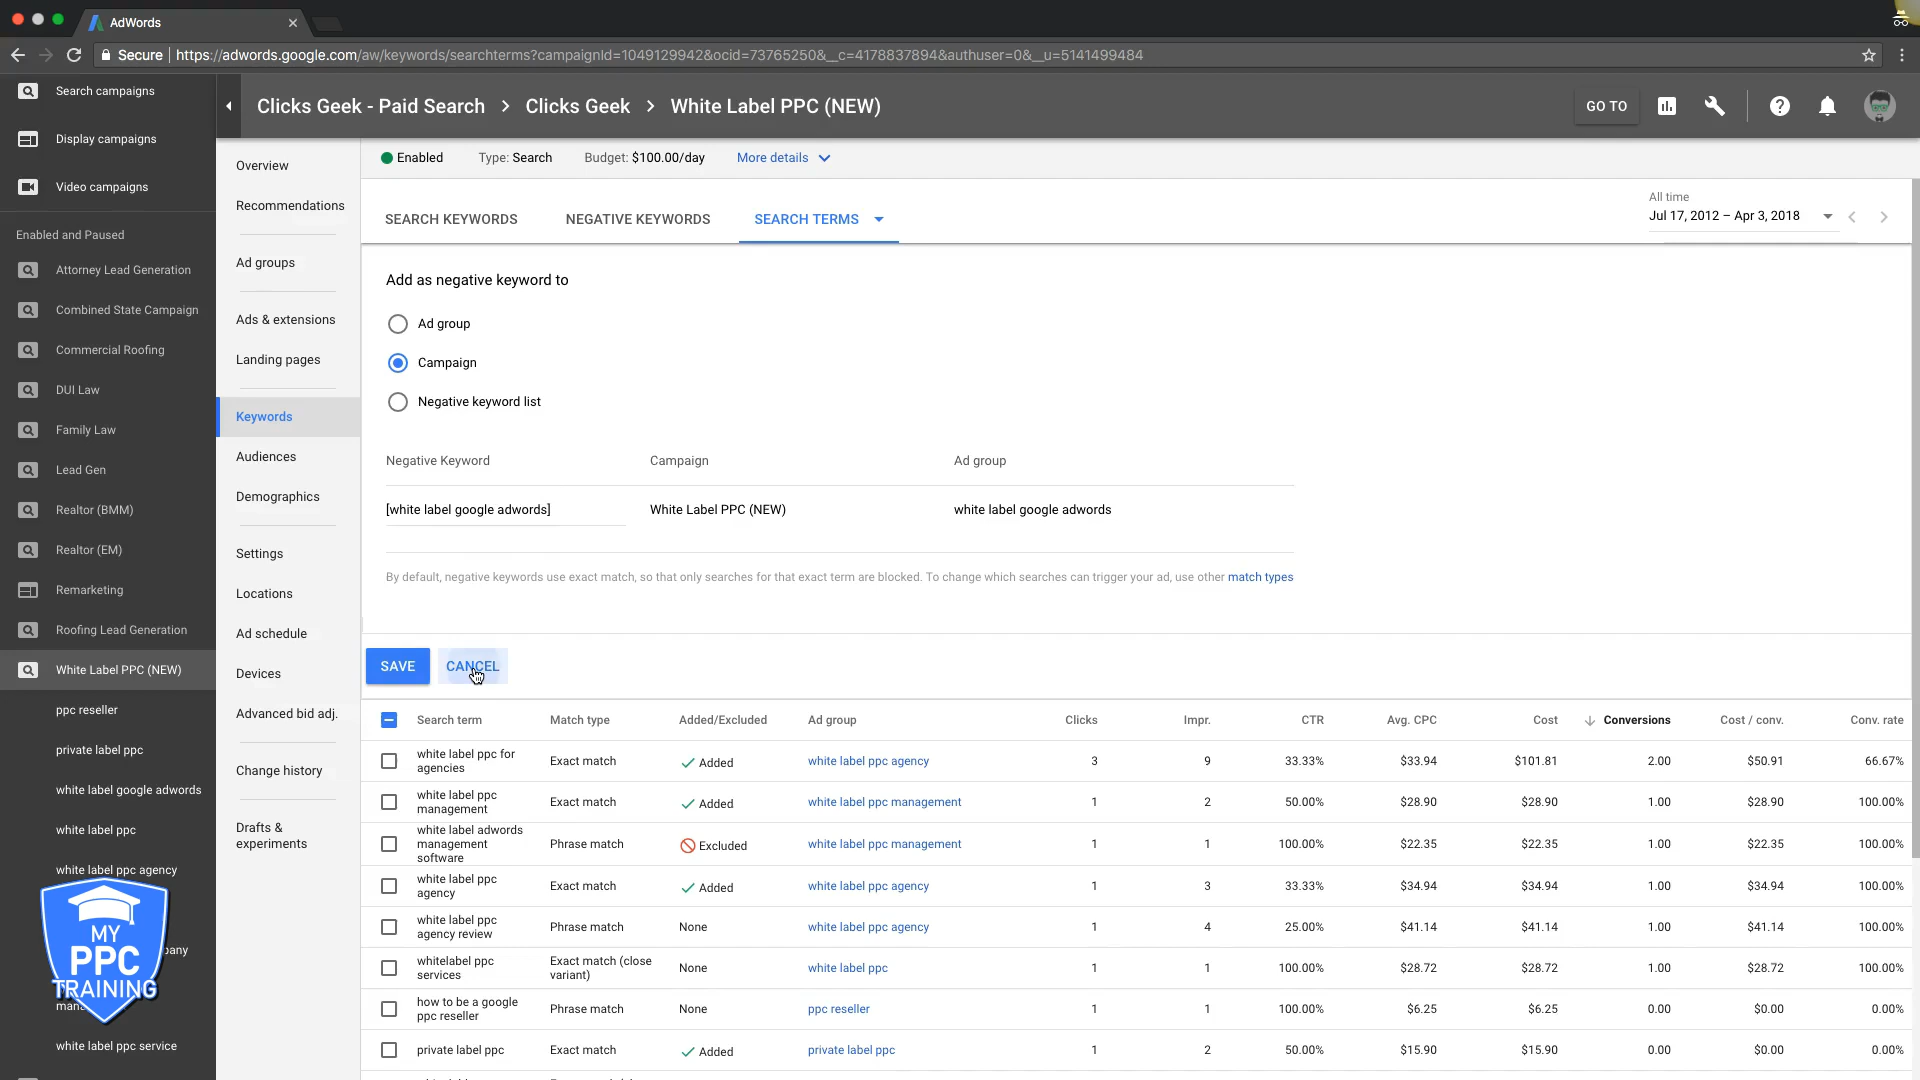 AdWords
Secure https://adwords.google.com/aw/keywords/searchterms?campaignId=1049129942&ocid=73765250&__c=4178837894&authuser=0&__u=5141499484
Search campaigns
Display campaigns
Video campaigns
Enabled and Paused
Attorney Lead Generation
Combined State Campaign
Commercial Roofing
DUI Law
Family Law
Lead Gen
Realtor (BMM)
Realtor (EM)
Remarketing
Roofing Lead Generation
White Label PPC (NEW)
ppc reseller
private label ppc
white label google adwords
white label ppc
white label ppc agency
white label ppc service
MY
PPC
TRAINING
Clicks Geek - Paid Search > Clicks Geek > White Label PPC (NEW)
GO TO
Overview
Recommendations
Ad groups
Ads & extensions
Landing pages
Keywords
Audiences
Demographics
Settings
Locations
Ad schedule
Devices
Advanced bid adj.
Change history
Drafts &
experiments
Enabled Type: Search Budget: $100.00/day More details
SEARCH KEYWORDS NEGATIVE KEYWORDS SEARCH TERMS
All time
Jul 17, 2012 – Apr 3, 2018
Add as negative keyword to
Ad group
Campaign
Negative keyword list
Negative Keyword Campaign Ad group
[white label google adwords] White Label PPC (NEW) white label google adwords
By default, negative keywords use exact match, so that only searches for that exact term are blocked. To change which searches can trigger your ad, use other match types
SAVE CANCEL
Search term Match type Added/Excluded Ad group Clicks Impr. CTR Avg. CPC Cost Conversions Cost / conv. Conv. rate
white label ppc for
agencies Exact match Added white label ppc agency 3 9 33.33% $33.94 $101.81 2.00 $50.91 66.67%
white label ppc
management Exact match Added white label ppc management 1 2 50.00% $28.90 $28.90 1.00 $28.90 100.00%
white label adwords
management
software Phrase match Excluded white label ppc management 1 1 100.00% $22.35 $22.35 1.00 $22.35 100.00%
white label ppc
agency Exact match Added white label ppc agency 1 3 33.33% $34.94 $34.94 1.00 $34.94 100.00%
white label ppc
agency review Phrase match None white label ppc agency 1 4 25.00% $41.14 $41.14 1.00 $41.14 100.00%
whitelabel ppc
services Exact match (close
variant) None white label ppc 1 1 100.00% $28.72 $28.72 1.00 $28.72 100.00%
how to be a google
ppc reseller Phrase match None ppc reseller 1 1 100.00% $6.25 $6.25 0.00 $0.00 0.00%
private label ppc Exact match Added private label ppc 1 2 50.00% $15.90 $15.90 0.00 $0.00 0.00%